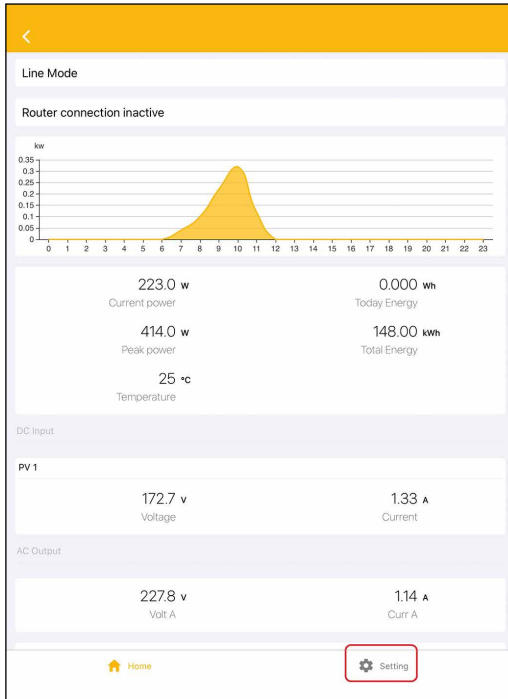 Line Mode
Router connection inactive
kw
0.35
0.3
0.25
0.2
0.15
0.1
0.05
0
0 1 2 3 4 5 6 7 8 9 10 11 12 13 14 15 16 17 18 19 20 21 22 23
223.0 W 0.000 Wh
Current power Today Energy
414.0 W 148.00 kWh
Peak power Total Energy
25 °C
Temperature
DC Input
PV 1
172.7 V 1.33 A
Voltage Current
AC Output
227.8 V 1.14 A
Volt A Curr A
Home Setting